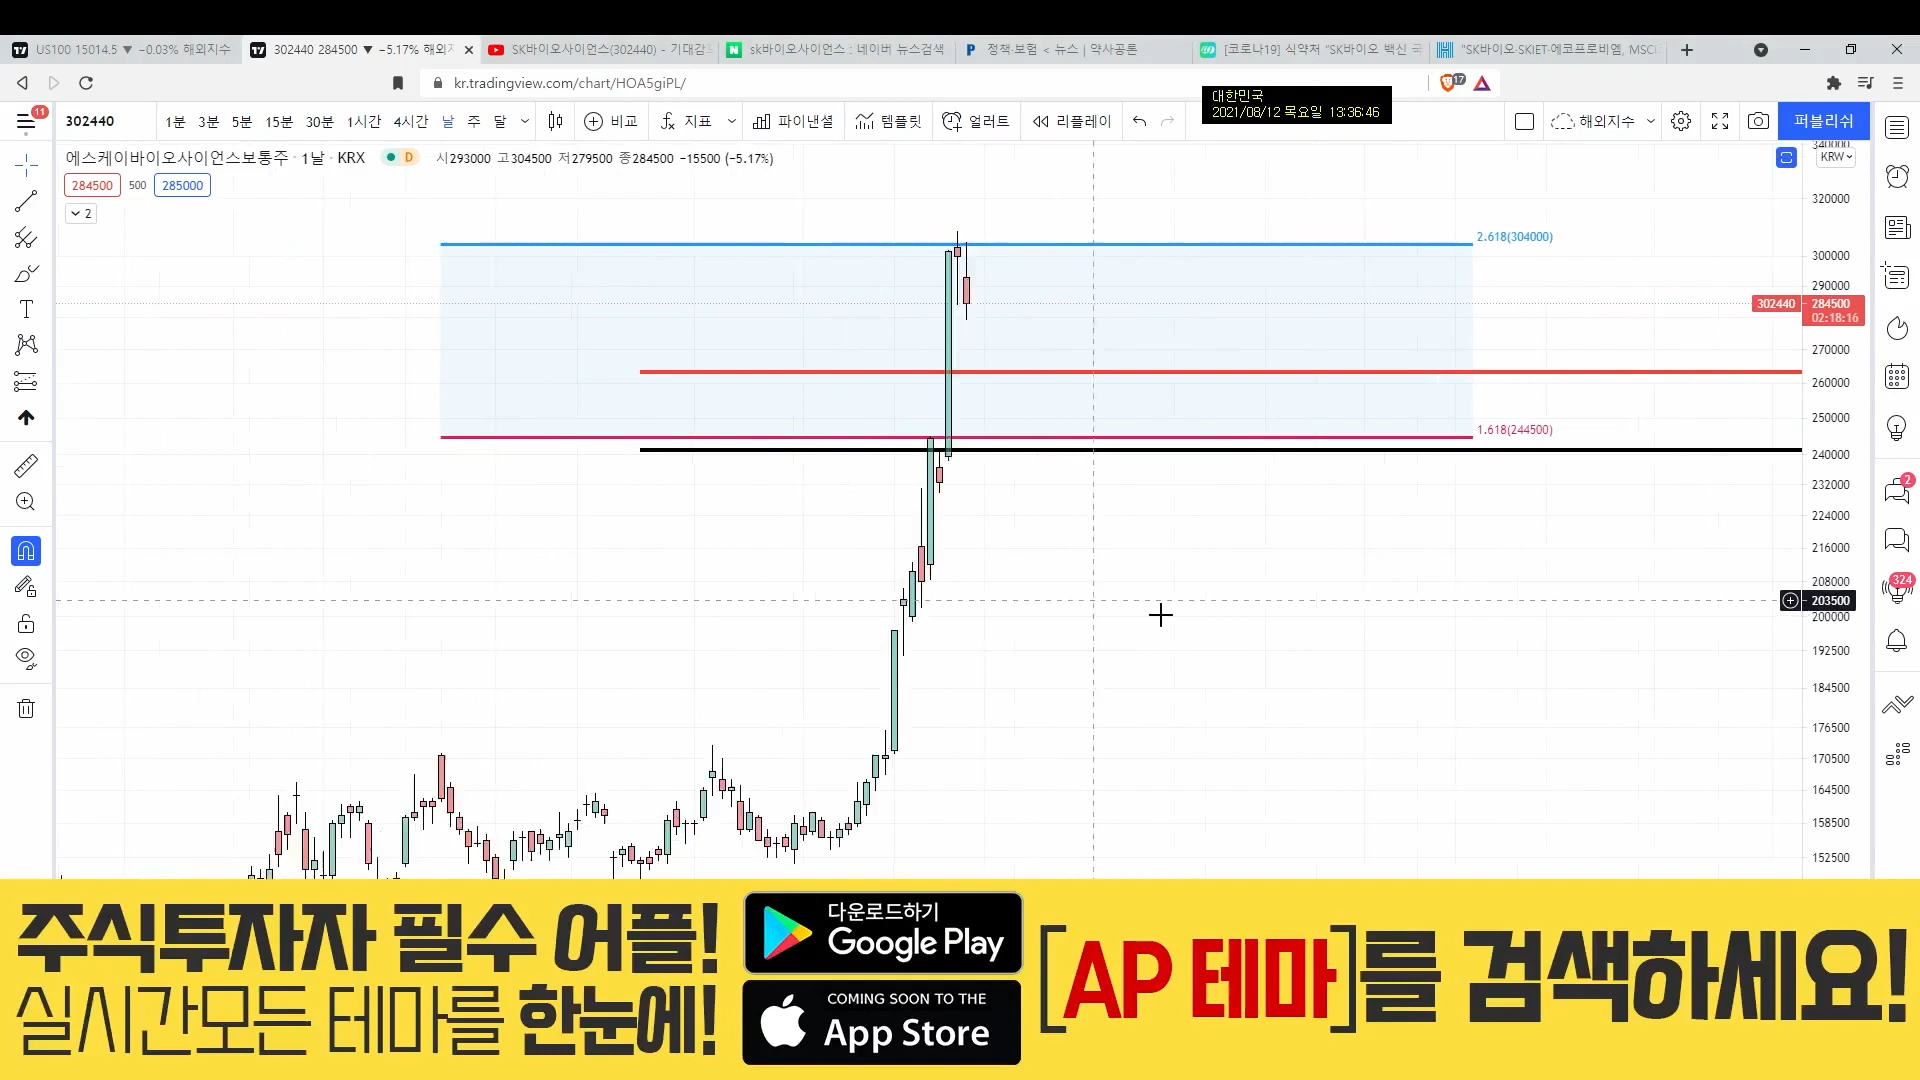 US100 15014.5 ▼ −0.03% 해외지수
302440 284500 ▼ −5.17% 해외지
SK바이오사이언스(302440) - 기대감
sk바이오사이언스 : 네이버 뉴스검색
정책·보험 < 뉴스 | 약사공론
[코로나19] 식약처 "SK바이오 백신 국
"SK바이오·SKIET·에코프로비엠, MSCI
kr.tradingview.com/chart/HOA5giPL/
17
대한민국
2021/08/12 목요일 13:36:46
11
302440
1분 3분 5분 15분 30분 1시간 4시간 날 주 달
비교
지표
파이낸셜
템플릿
얼러트
리플레이
해외지수
퍼블리쉬
에스케이바이오사이언스보통주 · 1날 · KRX
D
시293000 고304500 저279500 종284500 −15500 (−5.17%)
284500 500 285000
2
KRW
340000
320000
300000
290000
302440 284500
02:18:16
270000
260000
250000
240000
232000
224000
216000
208000
203500
200000
192500
184500
176500
170500
164500
158500
152500
2.618(304000)
1.618(244500)
2
324
주식투자자 필수 어플!
실시간모든 테마를 한눈에!
다운로드하기
Google Play
COMING SOON TO THE
App Store
[AP 테마]를 검색하세요!